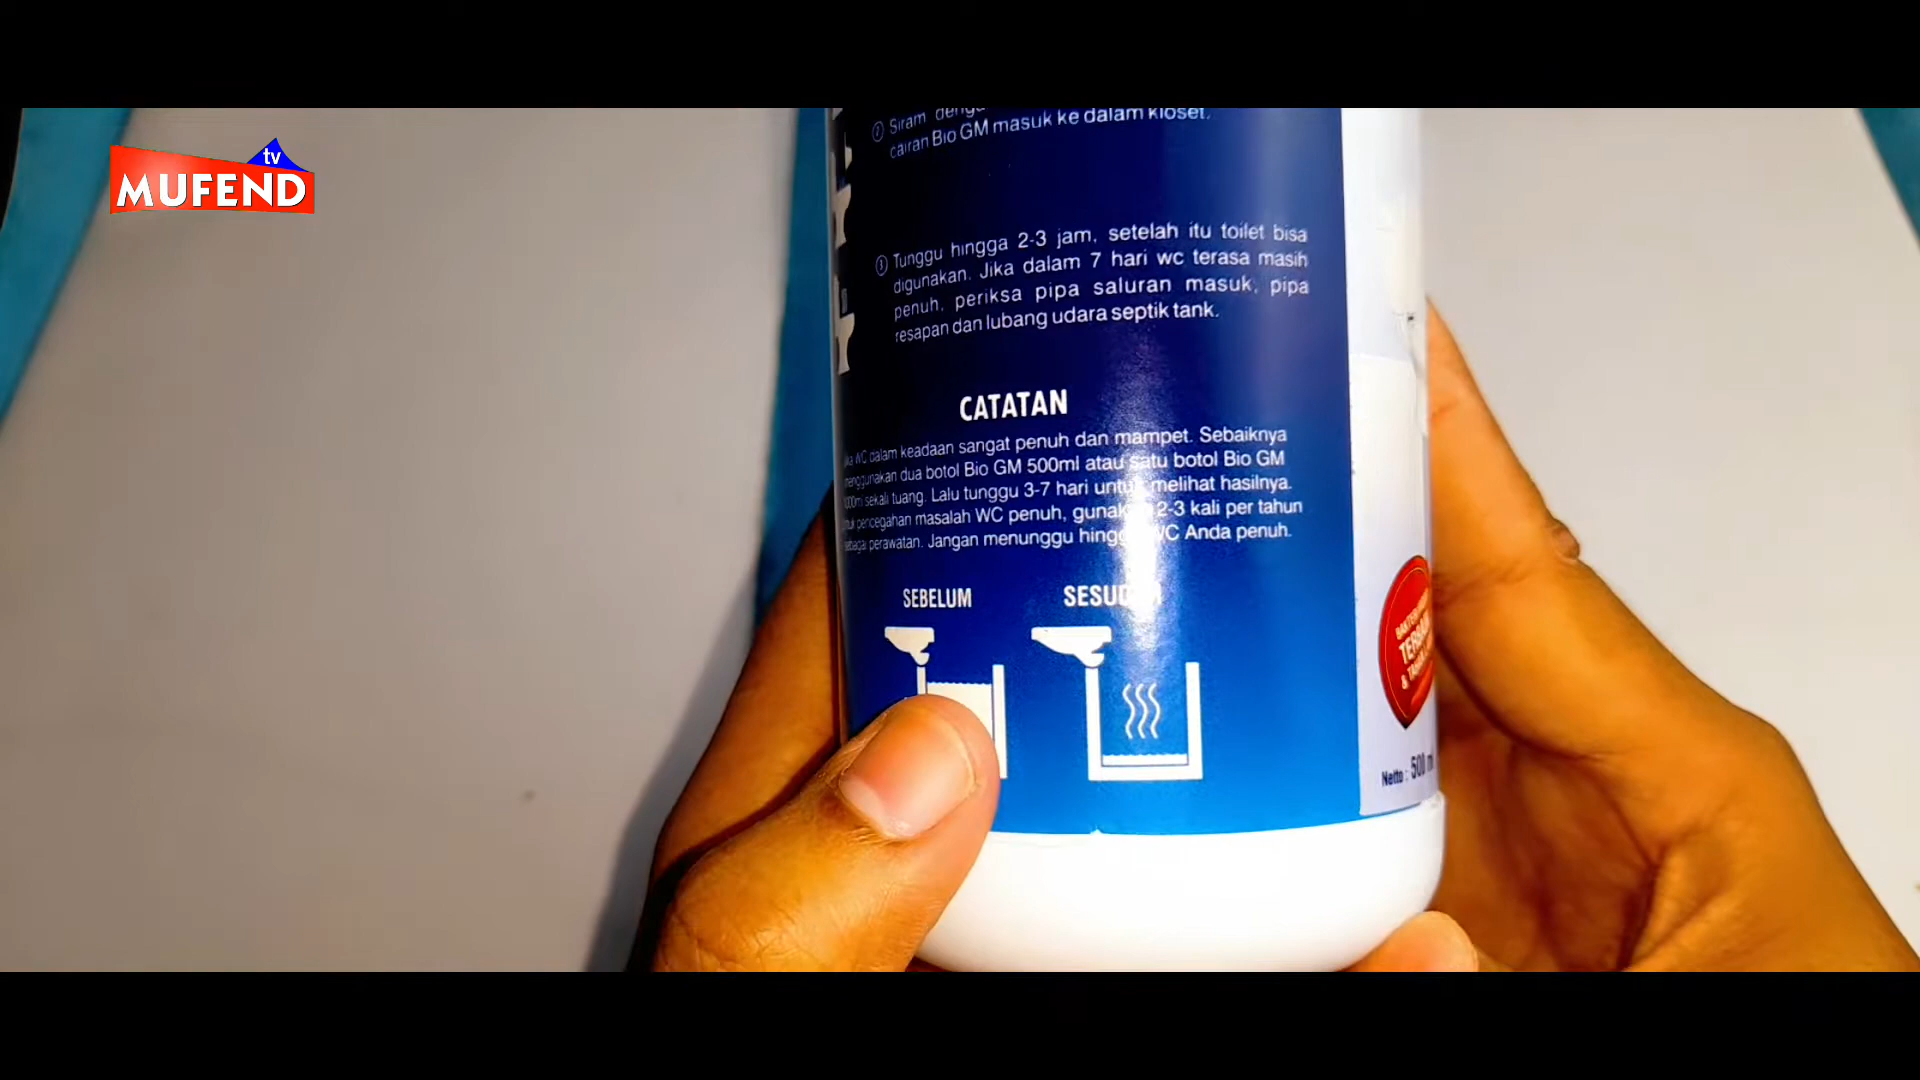 tv
MUFEND
② Siram
cairan Bio GM masuk ke dalam kloset.
③ Tunggu hingga 2-3 jam, setelah itu toilet bisa
digunakan. Jika dalam 7 hari wc terasa masih
penuh, periksa pipa saluran masuk, pipa
resapan dan lubang udara septik tank.
CATATAN
WC dalam keadaan sangat penuh dan mampet. Sebaiknya
menggunakan dua botol Bio GM 500ml atau satu botol Bio GM
sekali tuang. Lalu tunggu 3-7 hari untuk melihat hasilnya.
pencegahan masalah WC penuh, gunakan 2-3 kali per tahun
sebagai perawatan. Jangan menunggu WC Anda penuh.
SEBELUM
Netto : 500 ml